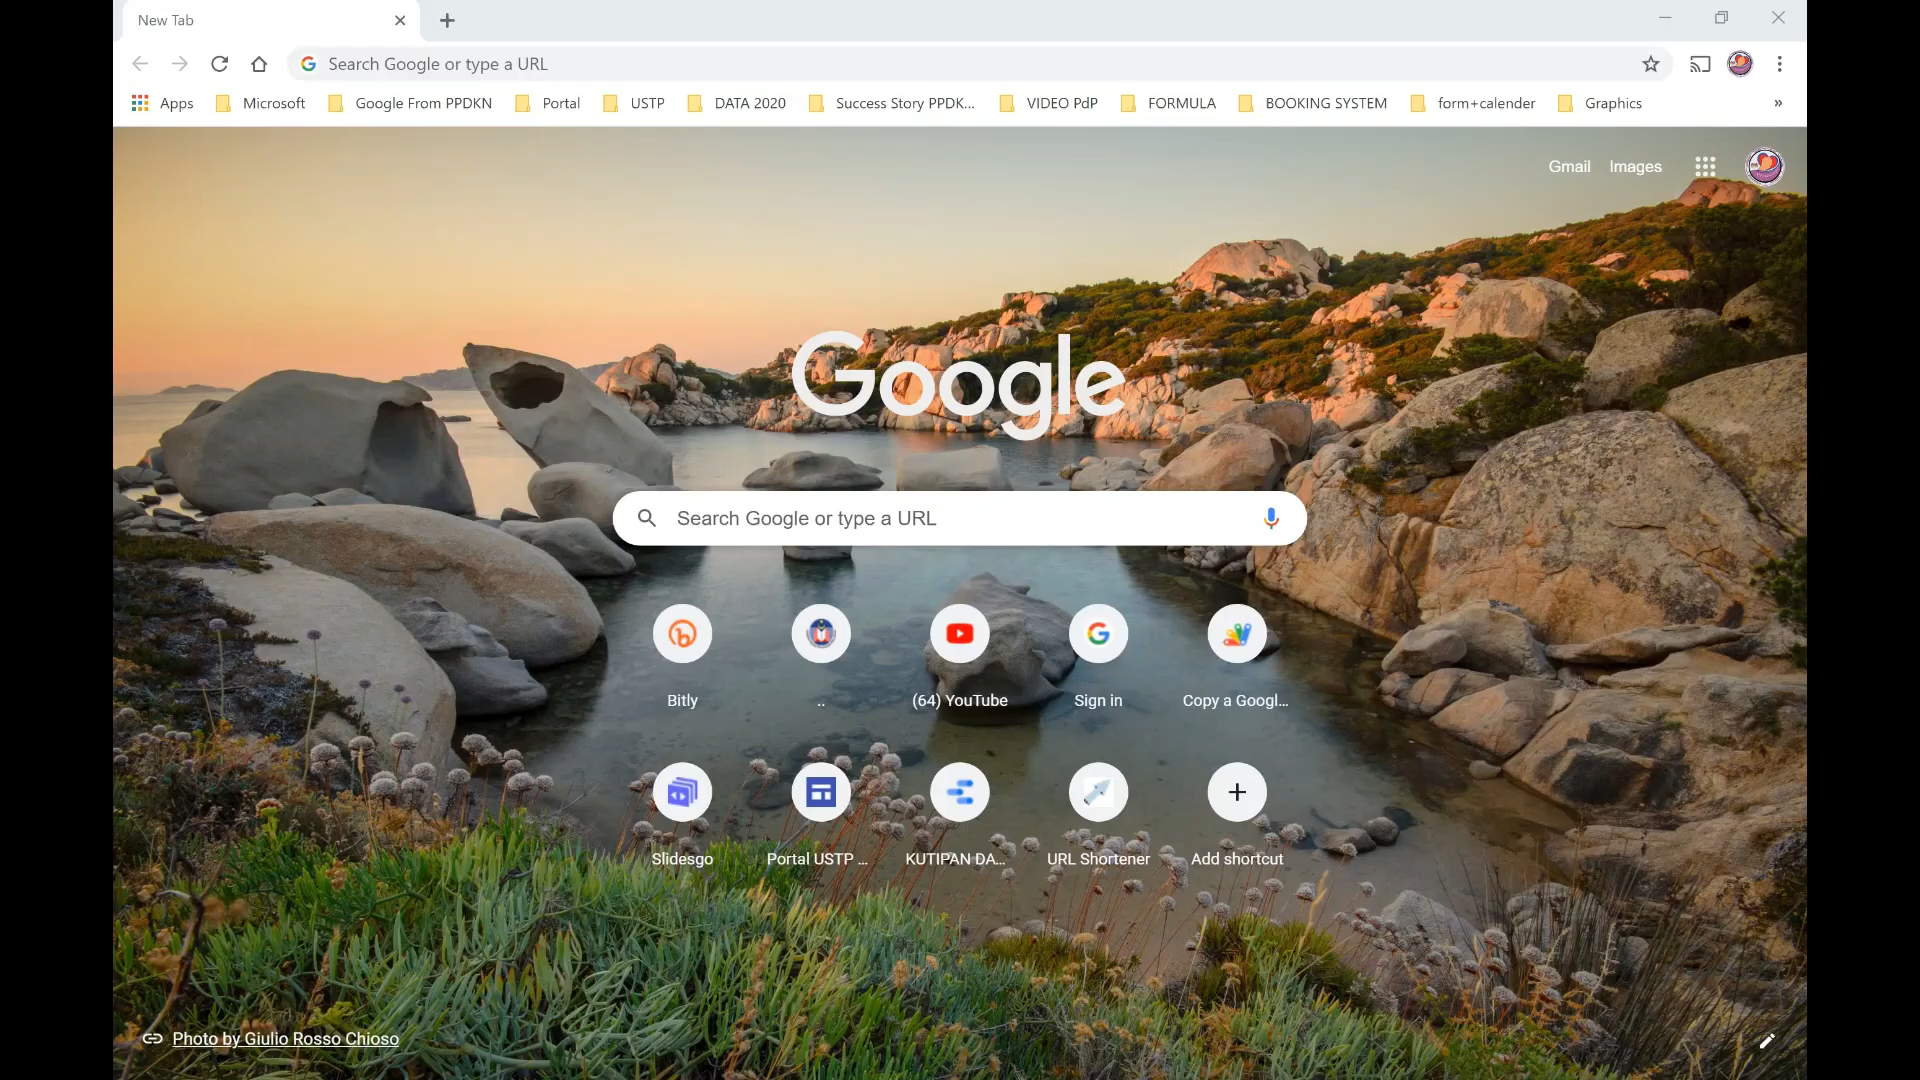 New Tab
Search Google or type a URL
Apps Microsoft Google From PPDKN Portal USTP DATA 2020 Success Story PPDK... VIDEO PdP FORMULA BOOKING SYSTEM form+calender Graphics »
Gmail Images
Google
Search Google or type a URL
Bitly .. (64) YouTube Sign in Copy a Googl...
Slidesgo Portal USTP ... KUTIPAN DA... URL Shortener Add shortcut
Photo by Giulio Rosso Chioso